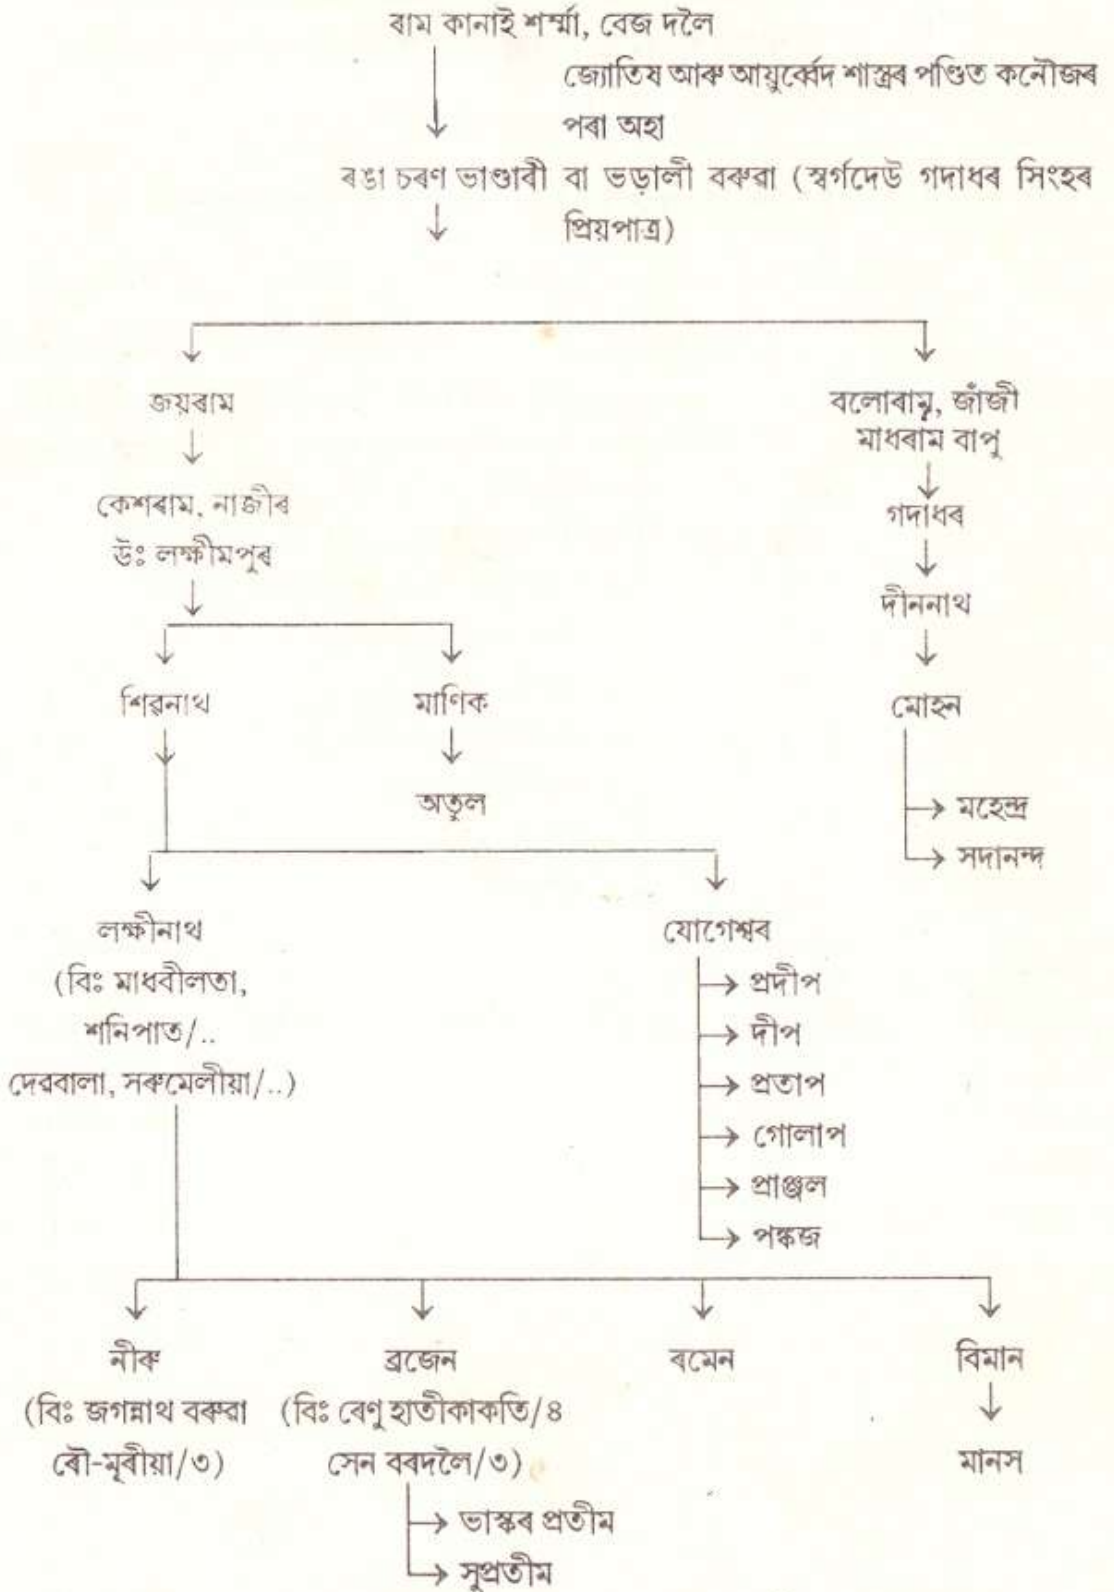 ৰাম কানাই শৰ্ম্মা, বেজ দলৈ
জ্যোতিষ আৰু আয়ুৰ্ব্বেদ শাস্ত্ৰৰ পণ্ডিত কনৌজৰ
পৰা অহা
ৰঙা চৰণ ভাণ্ডাৰী বা ভড়ালী বৰুৱা (স্বৰ্গদেউ গদাধৰ সিংহৰ
প্ৰিয়পাত্ৰ)
জয়ৰাম
বলোৰাম, জাঁজী
মাধৰাম বাপু
কেশৰাম, নাজীৰ
উঃ লক্ষীমপুৰ
গদাধৰ
দীননাথ
শিৱনাথ
মাণিক
মোহন
অতুল
মহেন্দ্ৰ
সদানন্দ
লক্ষীনাথ
(বিঃ মাধবীলতা,
শনিপাত/..
দেৱবালা, সৰুমেলীয়া/..)
যোগেশ্বৰ
প্ৰদীপ
দীপ
প্ৰতাপ
গোলাপ
প্ৰাঞ্জল
পঙ্কজ
নীৰু
(বিঃ জগন্নাথ বৰুৱা
ৰৌ-মূৰীয়া/৩)
ব্ৰজেন
(বিঃ ৰেণু হাতীকাকতি/৪
সেন বৰদলৈ/৩)
ভাস্কৰ প্ৰতীম
সুপ্ৰতীম
ৰমেন
বিমান
মানস